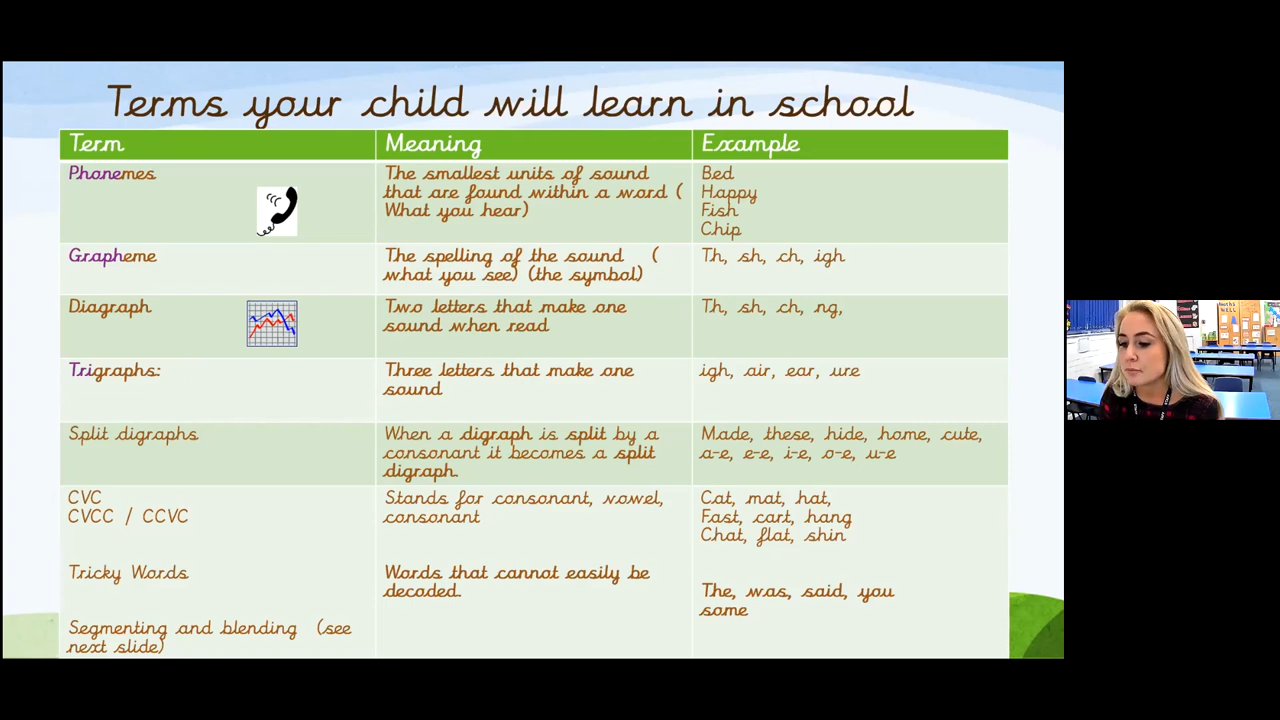 Terms your child will learn in school
Term Meaning Example
Phonemes
The smallest units of sound
that are found within a word (
What you hear)
Bed
Happy
Fish
Chip
Grapheme
The spelling of the sound (
what you see) (the symbol)
Th, sh, ch, igh
Diagraph
Two letters that make one
sound when read
Th, sh, ch, ng,
Trigraphs:
Three letters that make one
sound
igh, air, ear, ure
Split digraphs
When a digraph is split by a
consonant it becomes a split
digraph.
Made, these, hide, home, cute,
a-e, e-e, i-e, o-e, u-e
CVC
CVCC / CCVC
Stands for consonant, vowel,
consonant
Cat, mat, hat,
Fast, cart, hang
Chat, flat, shin
Tricky Words
Words that cannot easily be
decoded.
The, was, said, you
some
Segmenting and blending (see
next slide)